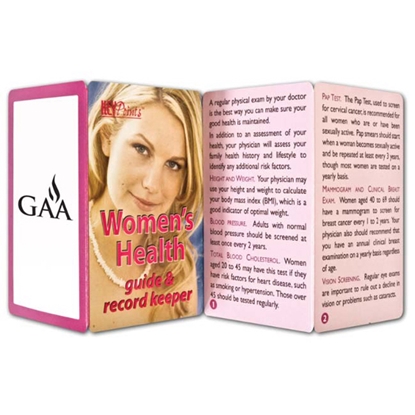 GAA
KEY Points
Women's
Health
guide &
record keeper
A regular physical exam by your doctor
is the best way you can make sure your
good health is maintained.
In addition to an assessment of your
health, your physician will assess your
family history and lifestyle to
identify any additional risk factors.
HEIGHT AND WEIGHT. Your physician may
use your height and weight to calculate
your body mass index (BMI), which is a
good indicator of optimal weight.
BLOOD PRESSURE. Adults with normal
blood pressure should be screened at
least once every 2 years.
TOTAL BLOOD CHOLESTEROL. Women
aged 20 to 45 may have this test if they
have risk factors for heart disease, such
as smoking or hypertension. Those over
45 should be tested regularly.
1
PAP TEST. The Pap Test, used to screen
for cervical cancer, is recommended for
all women who are or have been
sexually active. Pap smears should start
when a woman becomes sexually active
and be repeated at least every 3 years,
though most women are tested on a
yearly basis.
MAMMOGRAM AND CLINICAL BREAST
EXAM. Women aged 40 to 69 should
have a mammogram to screen for
breast cancer every 1 to 2 years. Your
physician also should recommend that
you have an annual clinical breast
examination on a yearly basis regardless
of age.
VISION SCREENING. Regular eye exams
are important to rule out a decline in
vision or problems such as cataracts.
2